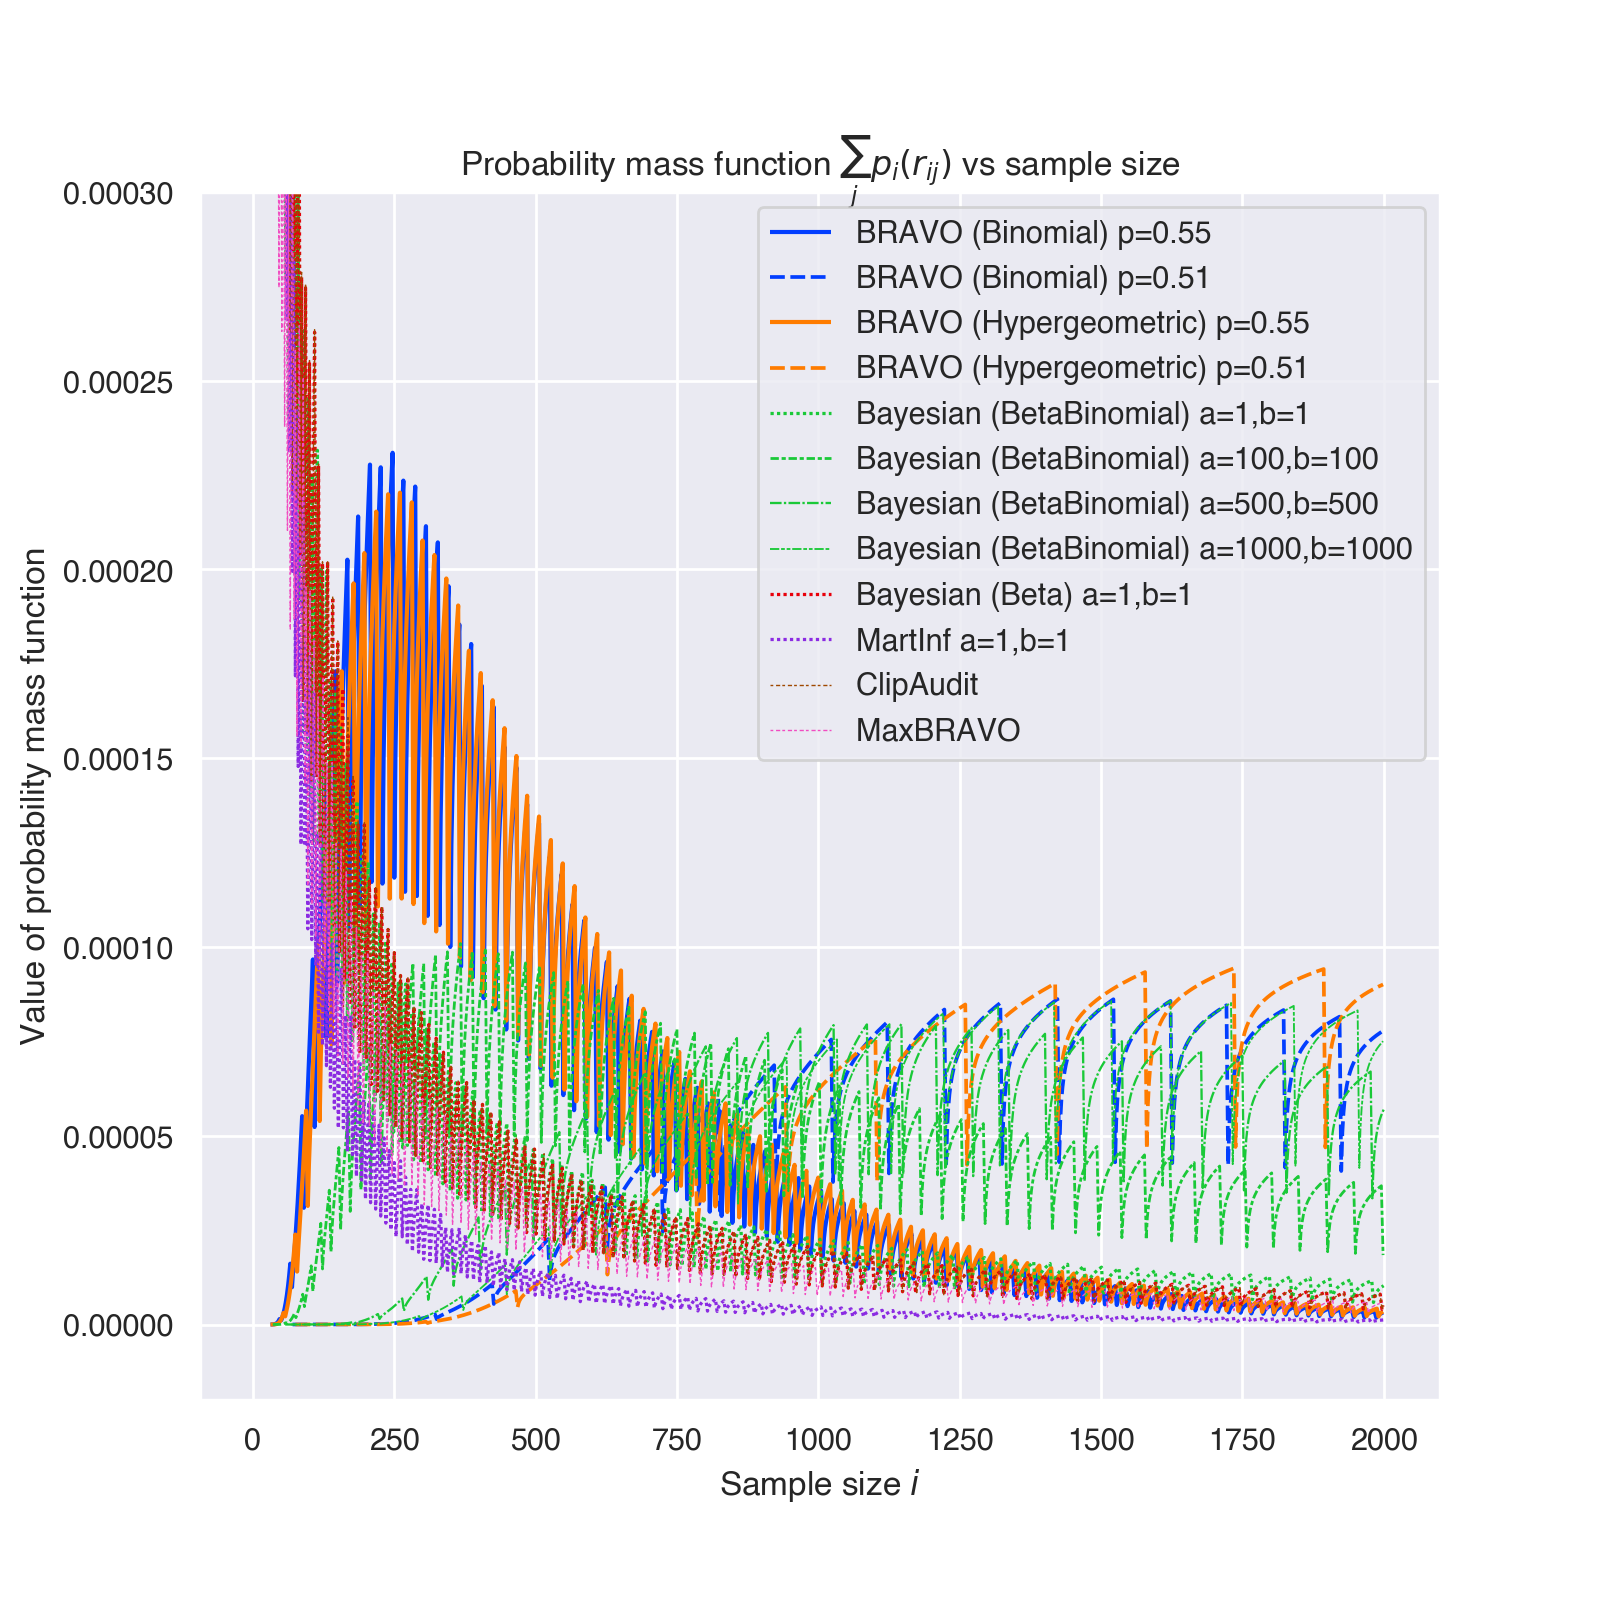 Probability mass function ∑ p_i(r_ij) vs sample size
j
0.00030
0.00025
0.00020
0.00015
0.00010
0.00005
0.00000
Value of probability mass function
BRAVO (Binomial) p=0.55
BRAVO (Binomial) p=0.51
BRAVO (Hypergeometric) p=0.55
BRAVO (Hypergeometric) p=0.51
Bayesian (BetaBinomial) a=1,b=1
Bayesian (BetaBinomial) a=100,b=100
Bayesian (BetaBinomial) a=500,b=500
Bayesian (BetaBinomial) a=1000,b=1000
Bayesian (Beta) a=1,b=1
MartInf a=1,b=1
ClipAudit
MaxBRAVO
0 250 500 750 1000 1250 1500 1750 2000
Sample size i